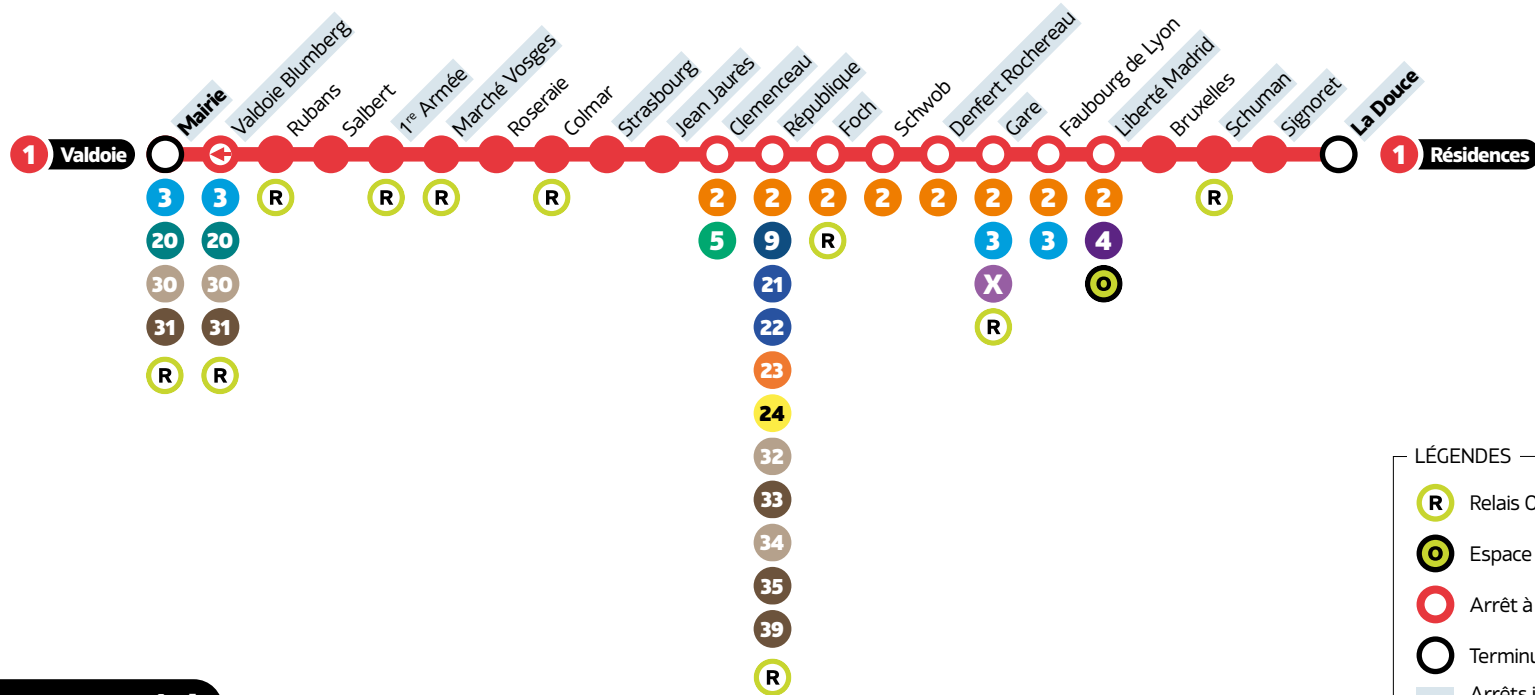 Mairie
Valdoie Blumberg
Rubans
Salbert
1re Armée
Marché Vosges
Roseraie
Colmar
Strasbourg
Jean Jaurès
Clemenceau
République
Foch
Schwob
Denfert Rochereau
Gare
Faubourg de Lyon
Liberté Madrid
Bruxelles
Schuman
Signoret
La Douce
1 Valdoie
1 Résidences
3 3 R R R R 2 2 2 2 2 2 2 2 R
20 20 5 9 R 3 3 4
30 30 21 X O
31 31 22 R
R R 23
24
32
33
34
35
39
R
LÉGENDES
R Relais
O Espace
Arrêt à
Arrêts